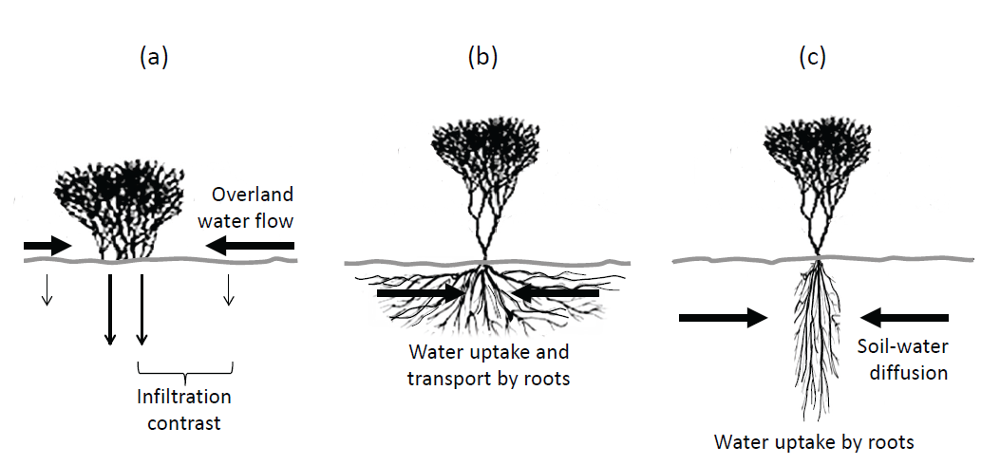 (a)
Overland
water flow
Infiltration
contrast
(b)
Water uptake and
transport by roots
(c)
Soil-water
diffusion
Water uptake by roots